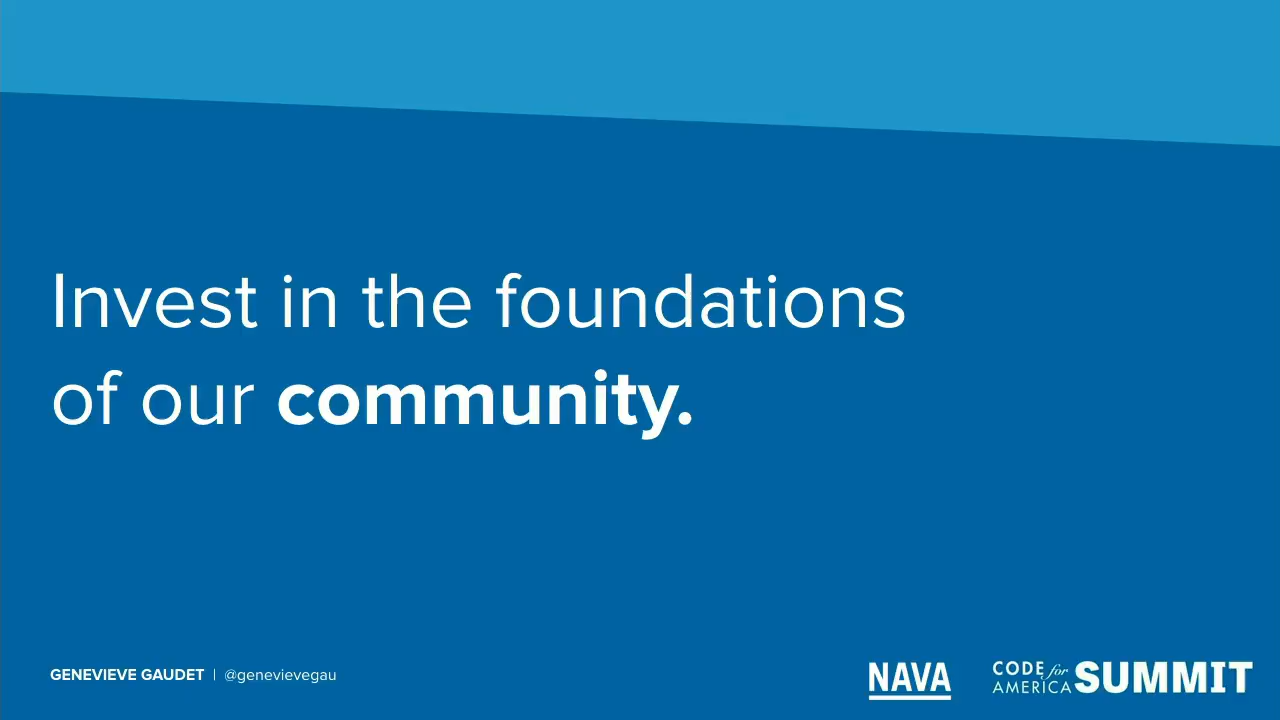 Invest in the foundations
of our community.
GENEVIEVE GAUDET | @genevievegau
NAVA
CODE for
AMERICA SUMMIT